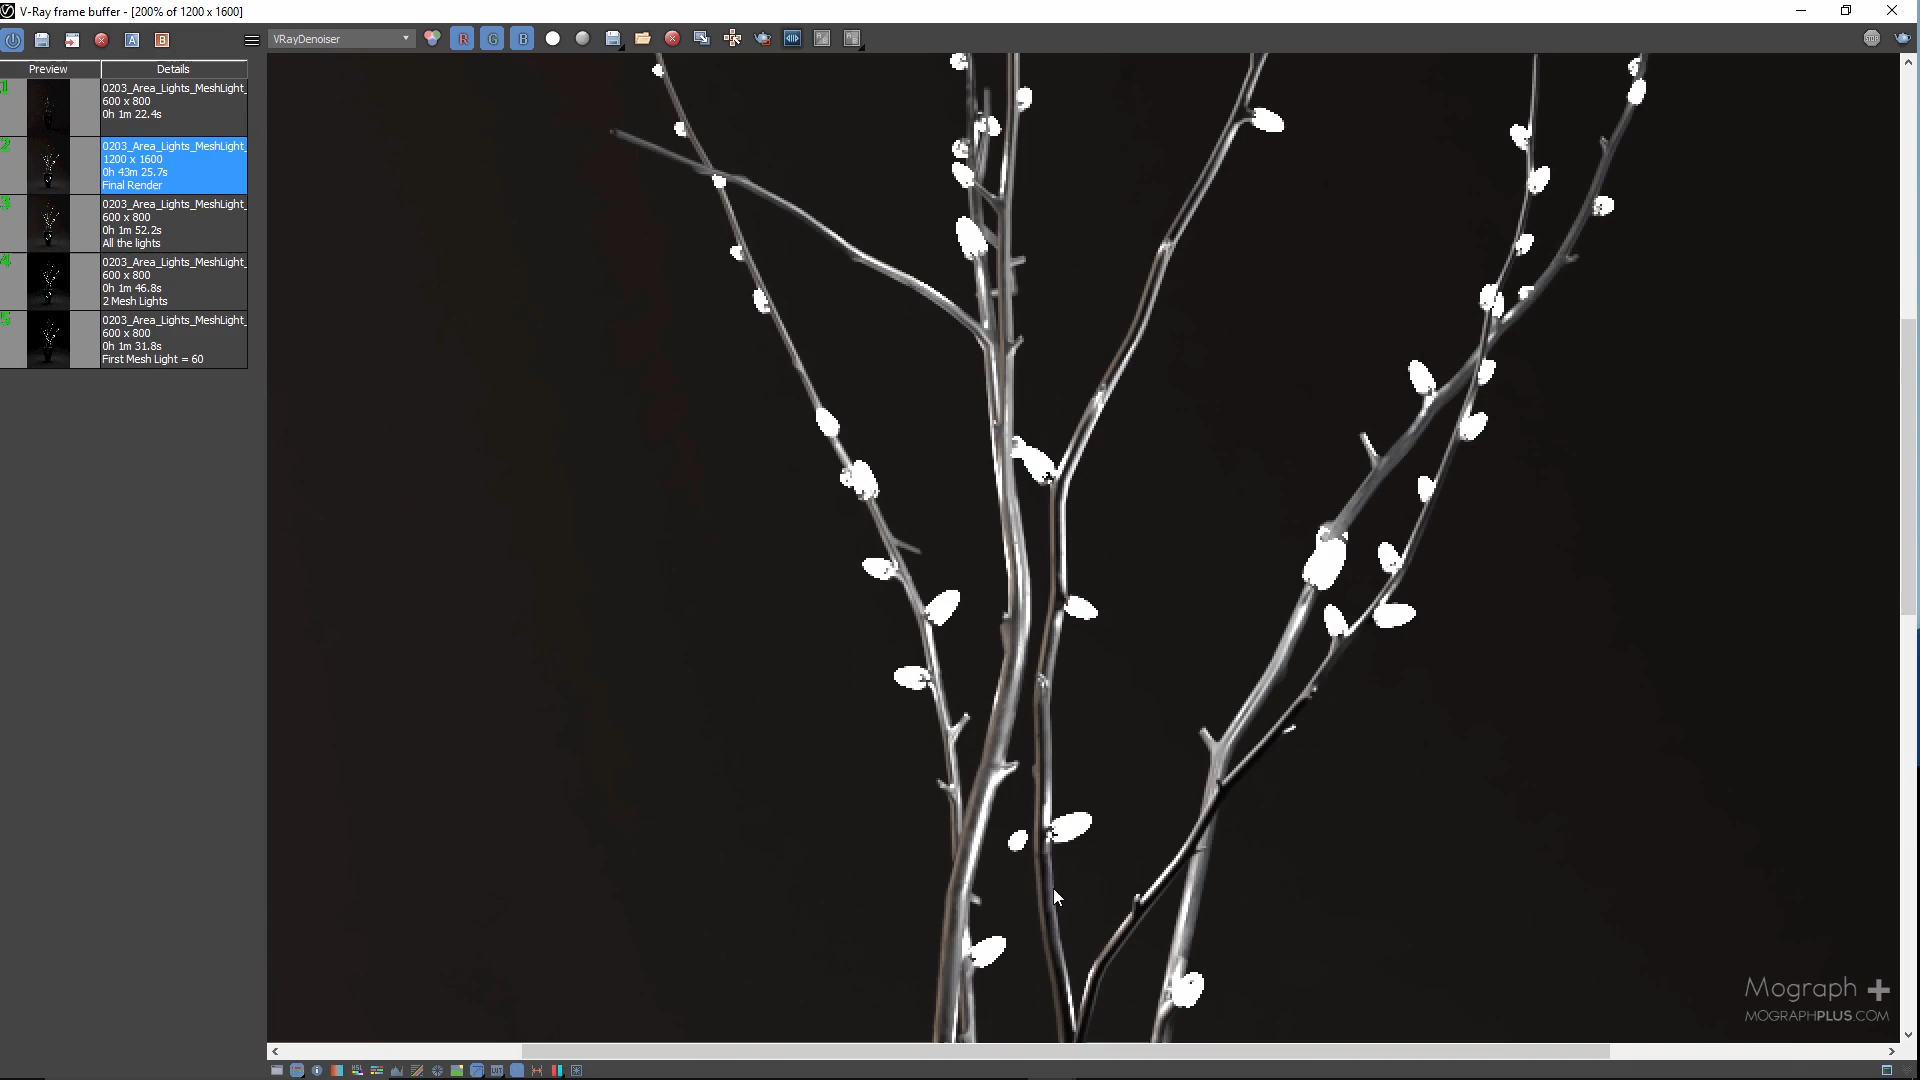 V-Ray frame buffer - [200% of 1200 x 1600]
A
B
VRayDenoiser
R
G
B
Preview
Details
1
0203_Area_Lights_MeshLight_
600 x 800
0h 1m 22.4s
2
0203_Area_Lights_MeshLight_
1200 x 1600
0h 43m 25.7s
Final Render
3
0203_Area_Lights_MeshLight_
600 x 800
0h 1m 52.2s
All the lights
4
0203_Area_Lights_MeshLight_
600 x 800
0h 1m 46.8s
2 Mesh Lights
5
0203_Area_Lights_MeshLight_
600 x 800
0h 1m 31.8s
First Mesh Light = 60
Mograph +
MOGRAPHPLUS.COM